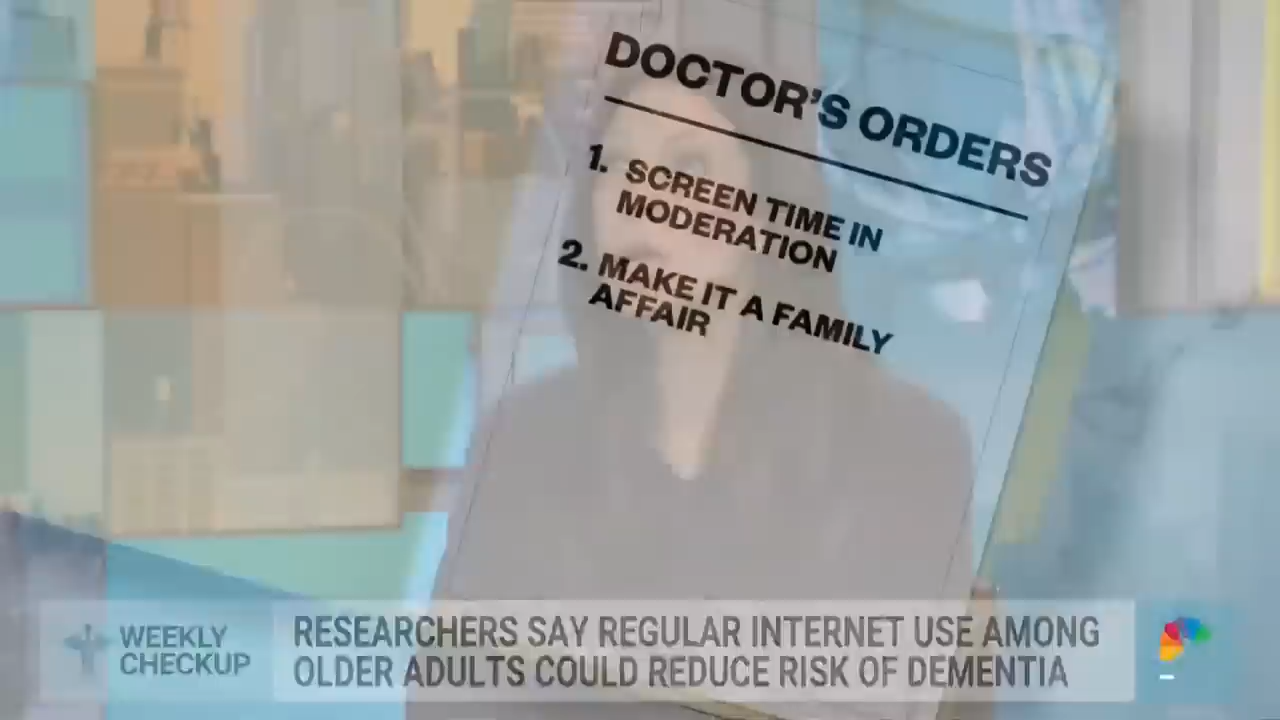 DOCTOR'S ORDERS
1. SCREEN TIME IN
MODERATION
2. MAKE IT A FAMILY
AFFAIR
WEEKLY
CHECKUP
RESEARCHERS SAY REGULAR INTERNET USE AMONG
OLDER ADULTS COULD REDUCE RISK OF DEMENTIA